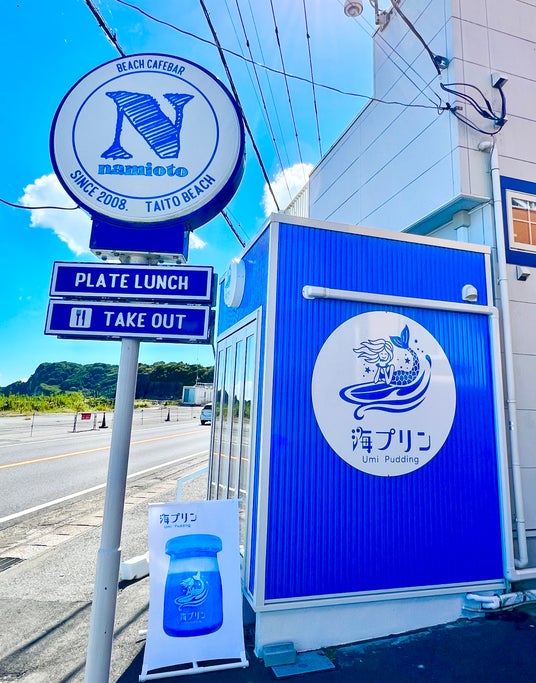 BEACH CAFEBAR
N
namioto
SINCE 2008. TAITO BEACH
PLATE LUNCH
TAKE OUT
海プリン
Umi Pudding
海プリン
Umi Pudding
海プリン